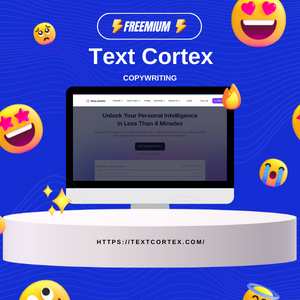 FREEMIUM
Text Cortex
COPYWRITING
Unlock Your Personal Intelligence
in Less Than 4 Minutes
HTTPS://TEXTCORTEX.COM/